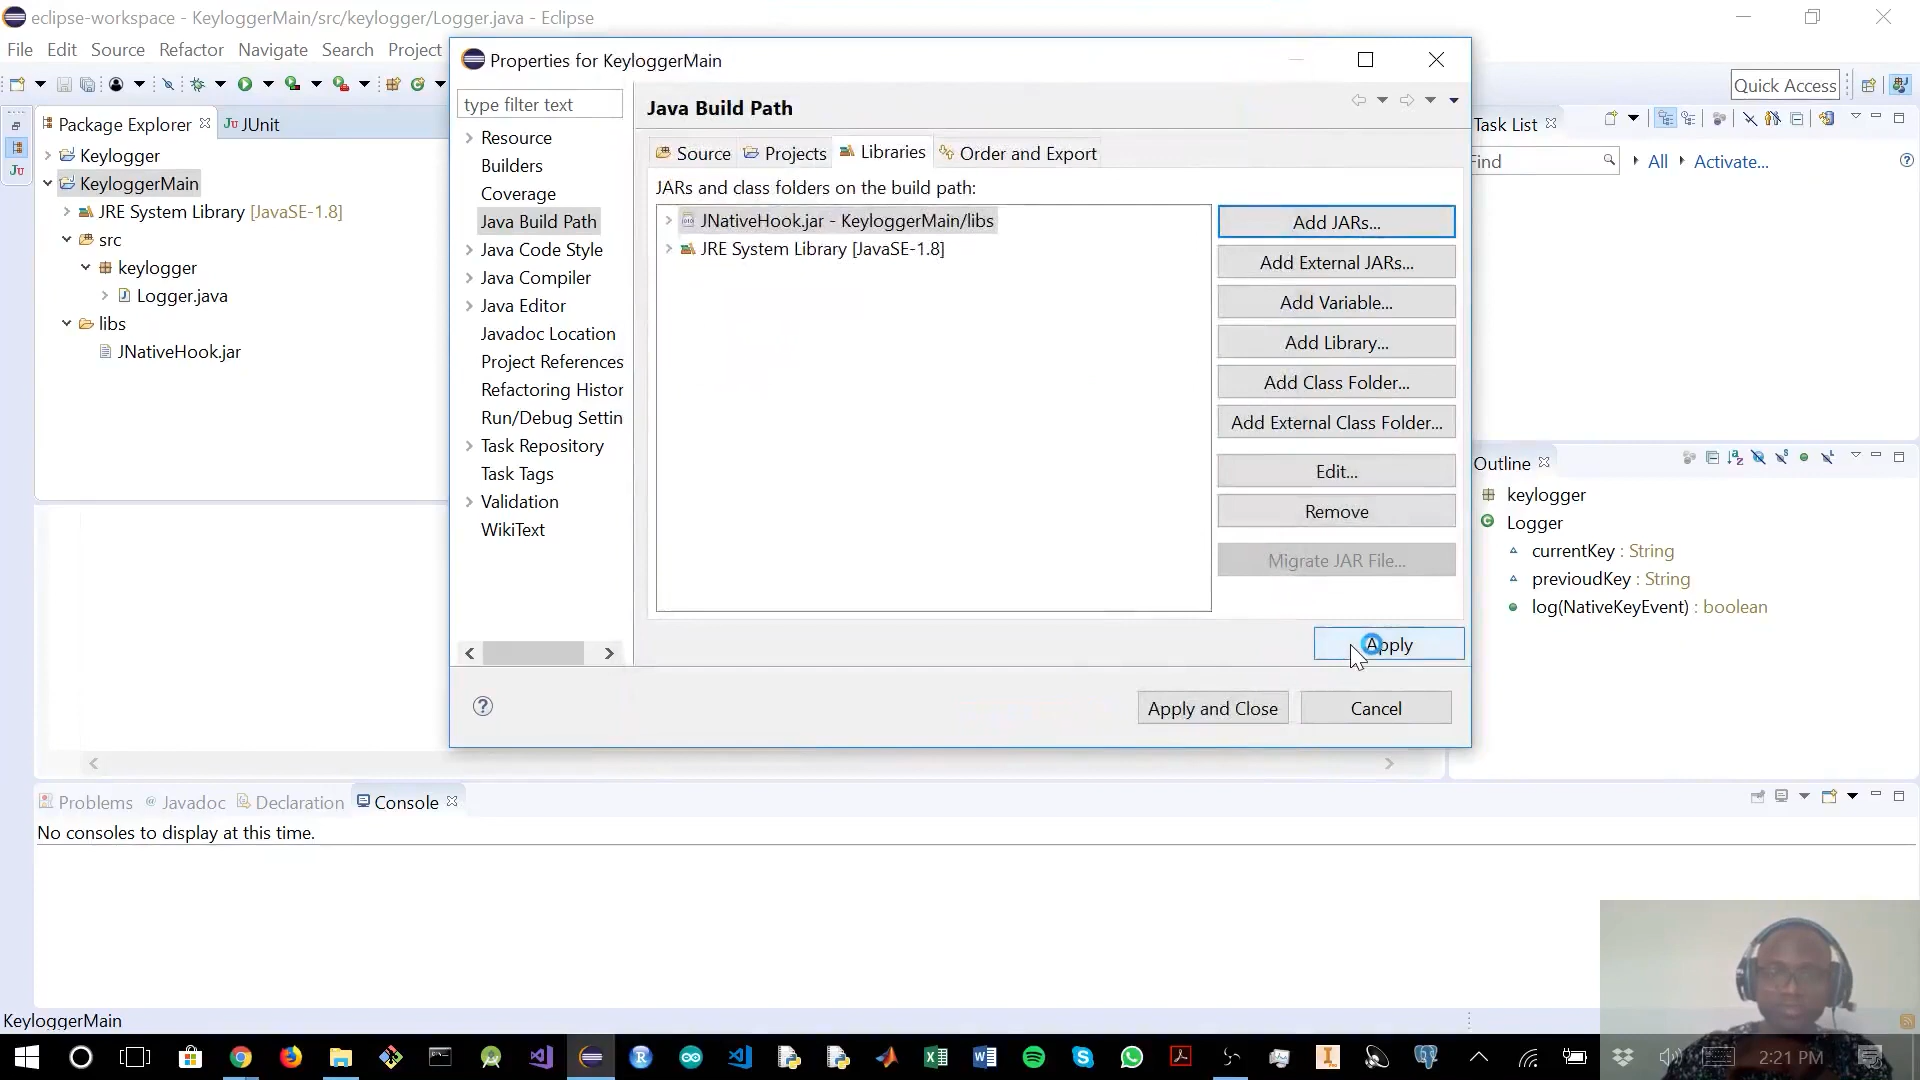 eclipse-workspace - KeyloggerMain/src/keylogger/Logger.java - Eclipse
File Edit Source Refactor Navigate Search Project
Quick Access
Package Explorer
JUnit
Keylogger
KeyloggerMain
JRE System Library [JavaSE-1.8]
src
keylogger
Logger.java
libs
JNativeHook.jar
Properties for KeyloggerMain
type filter text
Resource
Builders
Coverage
Java Build Path
Java Code Style
Java Compiler
Java Editor
Javadoc Location
Project References
Refactoring Histor
Run/Debug Settin
Task Repository
Task Tags
Validation
WikiText
Java Build Path
Source Projects Libraries Order and Export
JARs and class folders on the build path:
JNativeHook.jar - KeyloggerMain/libs
JRE System Library [JavaSE-1.8]
Add JARs...
Add External JARs...
Add Variable...
Add Library...
Add Class Folder...
Add External Class Folder...
Edit...
Remove
Migrate JAR File...
Apply
Apply and Close
Cancel
Task List
Find
All
Activate...
Outline
keylogger
Logger
currentKey : String
previoudKey : String
log(NativeKeyEvent) : boolean
Problems Javadoc Declaration Console
No consoles to display at this time.
KeyloggerMain
2:21 PM